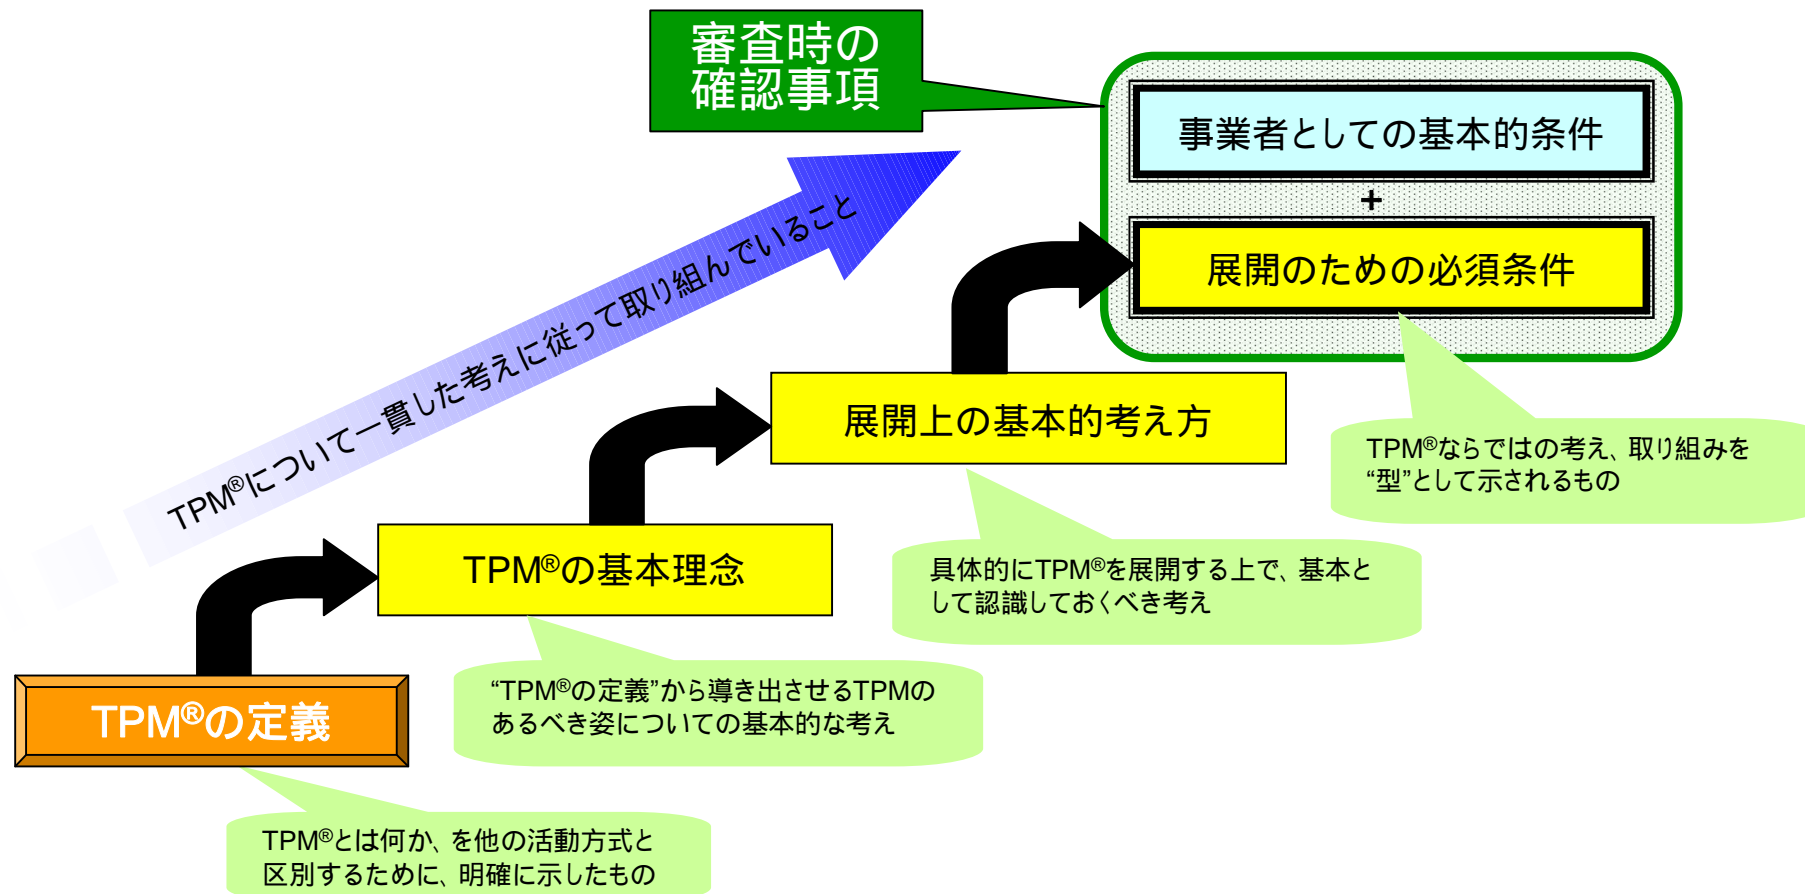 審査時の
確認事項
事業者としての基本的条件
+
展開のための必須条件
TPM®について一貫した考えに従って取り組んでいること
展開上の基本的考え方
TPM®ならではの考え、取り組みを
“型”として示されるもの
TPM®の基本理念
具体的にTPM®を展開する上で、基本と
して認識しておくべき考え
TPM®の定義
“TPM®の定義”から導き出させるTPMの
あるべき姿についての基本的な考え
TPM®とは何か、を他の活動方式と
区別するために、明確に示したもの